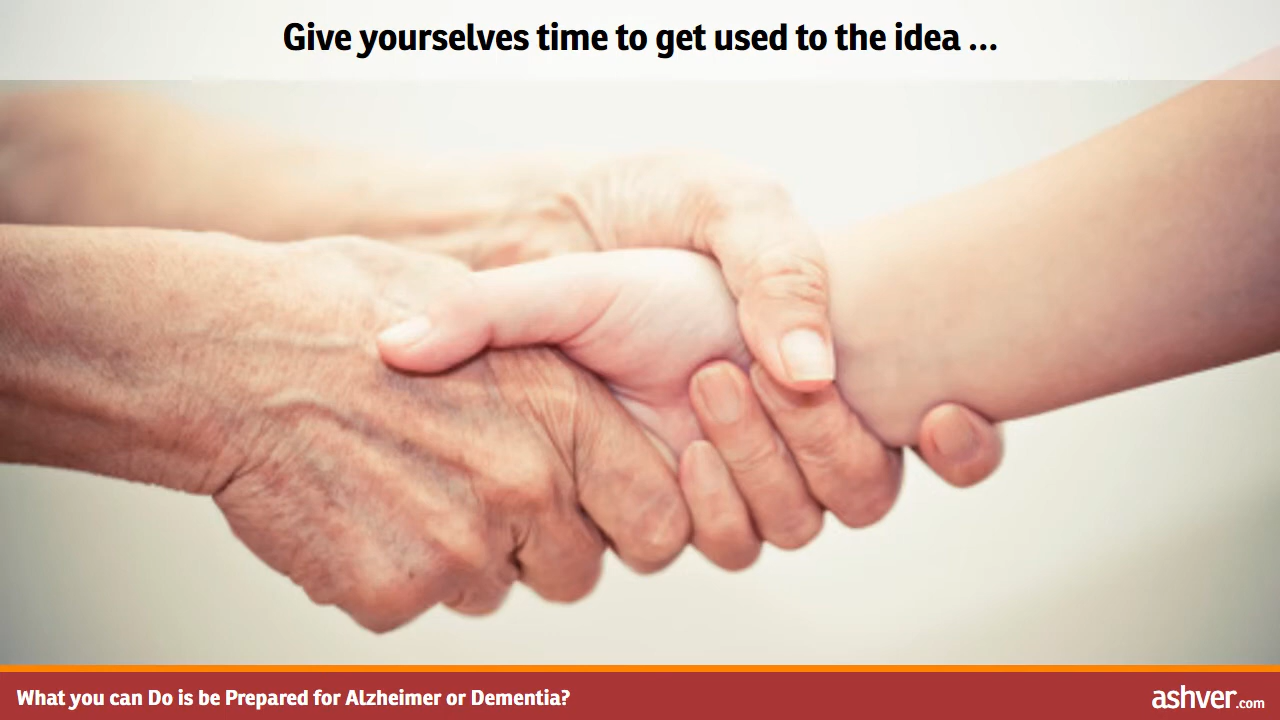 Give yourselves time to get used to the idea ...
What you can Do is be Prepared for Alzheimer or Dementia?
ashver.com